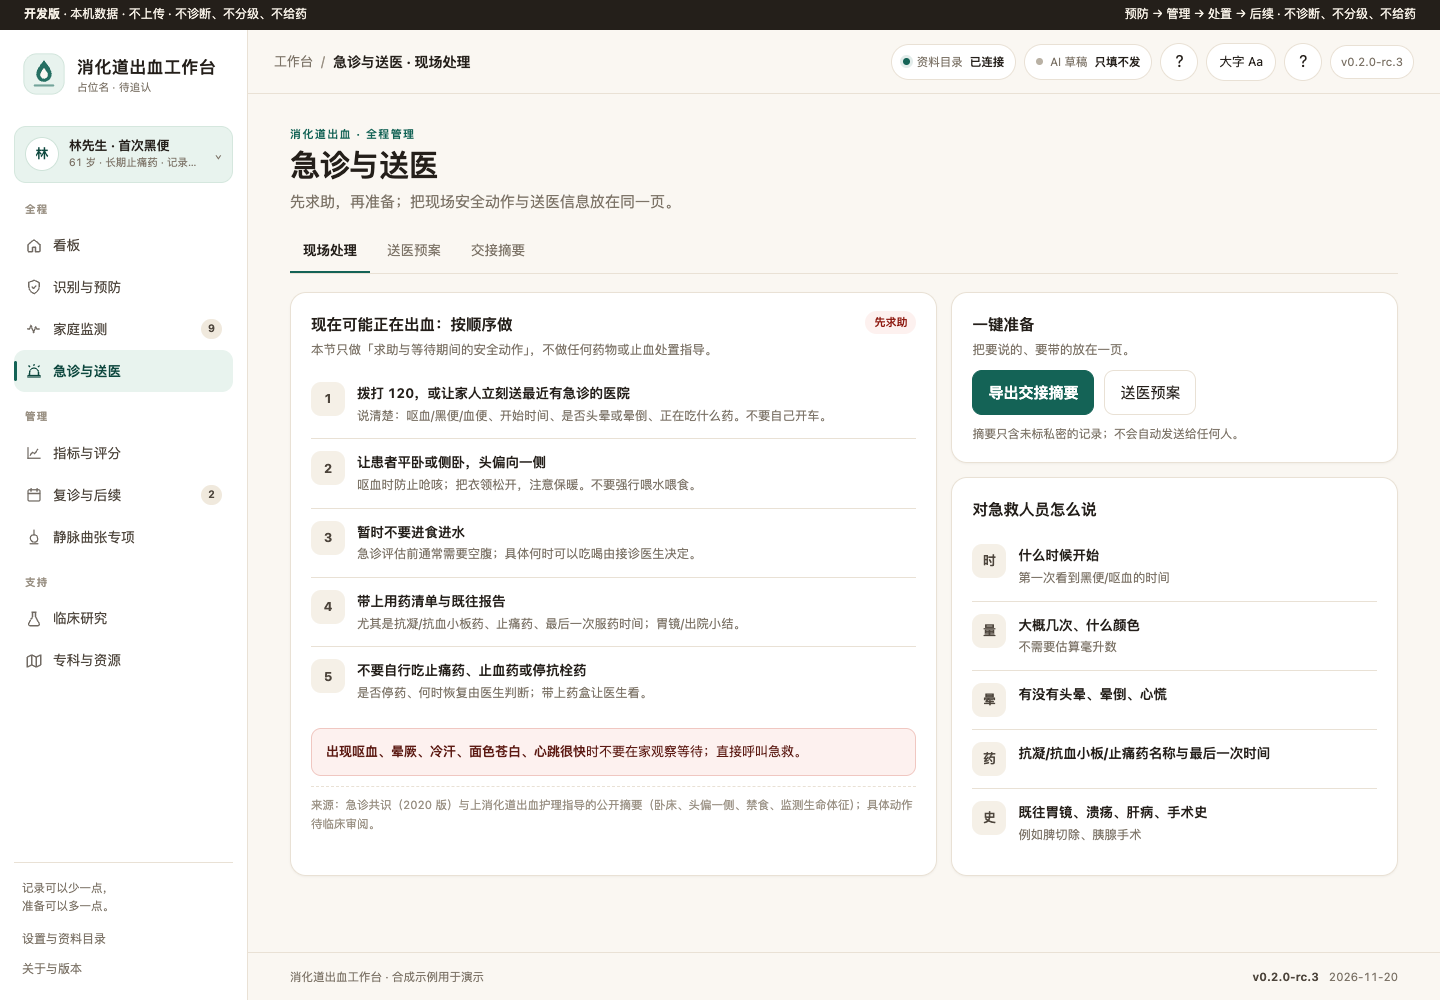 开发版 · 本机数据 · 不上传 · 不诊断、不分级、不给药
预防 → 管理 → 处置 → 后续 · 不诊断、不分级、不给药
消化道出血工作台
占位名 · 待追认
林
林先生 · 首次黑便
61 岁 · 长期止痛药 · 记录...
全程
看板
识别与预防
家庭监测
9
急诊与送医
管理
指标与评分
复诊与后续
2
静脉曲张专项
支持
临床研究
专科与资源
记录可以少一点，
准备可以多一点。
设置与资料目录
关于与版本
工作台 / 急诊与送医 · 现场处理
资料目录 已连接
AI 草稿 只填不发
?
大字 Aa
?
v0.2.0-rc.3
消化道出血 · 全程管理
急诊与送医
先求助，再准备；把现场安全动作与送医信息放在同一页。
现场处理
送医预案
交接摘要
现在可能正在出血：按顺序做
先求助
本节只做「求助与等待期间的安全动作」，不做任何药物或止血处置指导。
1
拨打 120，或让家人立刻送最近有急诊的医院
说清楚：呕血/黑便/血便、开始时间、是否头晕或晕倒、正在吃什么药。不要自己开车。
2
让患者平卧或侧卧，头偏向一侧
呕血时防止呛咳；把衣领松开，注意保暖。不要强行喂水喂食。
3
暂时不要进食进水
急诊评估前通常需要空腹；具体何时可以吃喝由接诊医生决定。
4
带上用药清单与既往报告
尤其是抗凝/抗血小板药、止痛药、最后一次服药时间；胃镜/出院小结。
5
不要自行吃止痛药、止血药或停抗栓药
是否停药、何时恢复由医生判断；带上药盒让医生看。
出现呕血、晕厥、冷汗、面色苍白、心跳很快时不要在家观察等待；直接呼叫急救。
来源：急诊共识（2020 版）与上消化道出血护理指导的公开摘要（卧床、头偏一侧、禁食、监测生命体征）；具体动作
待临床审阅。
一键准备
把要说的、要带的放在一页。
导出交接摘要
送医预案
摘要只含未标私密的记录；不会自动发送给任何人。
对急救人员怎么说
时
什么时候开始
第一次看到黑便/呕血的时间
量
大概几次、什么颜色
不需要估算毫升数
晕
有没有头晕、晕倒、心慌
药
抗凝/抗血小板/止痛药名称与最后一次时间
史
既往胃镜、溃疡、肝病、手术史
例如脾切除、胰腺手术
消化道出血工作台 · 合成示例用于演示
v0.2.0-rc.3 2026-11-20